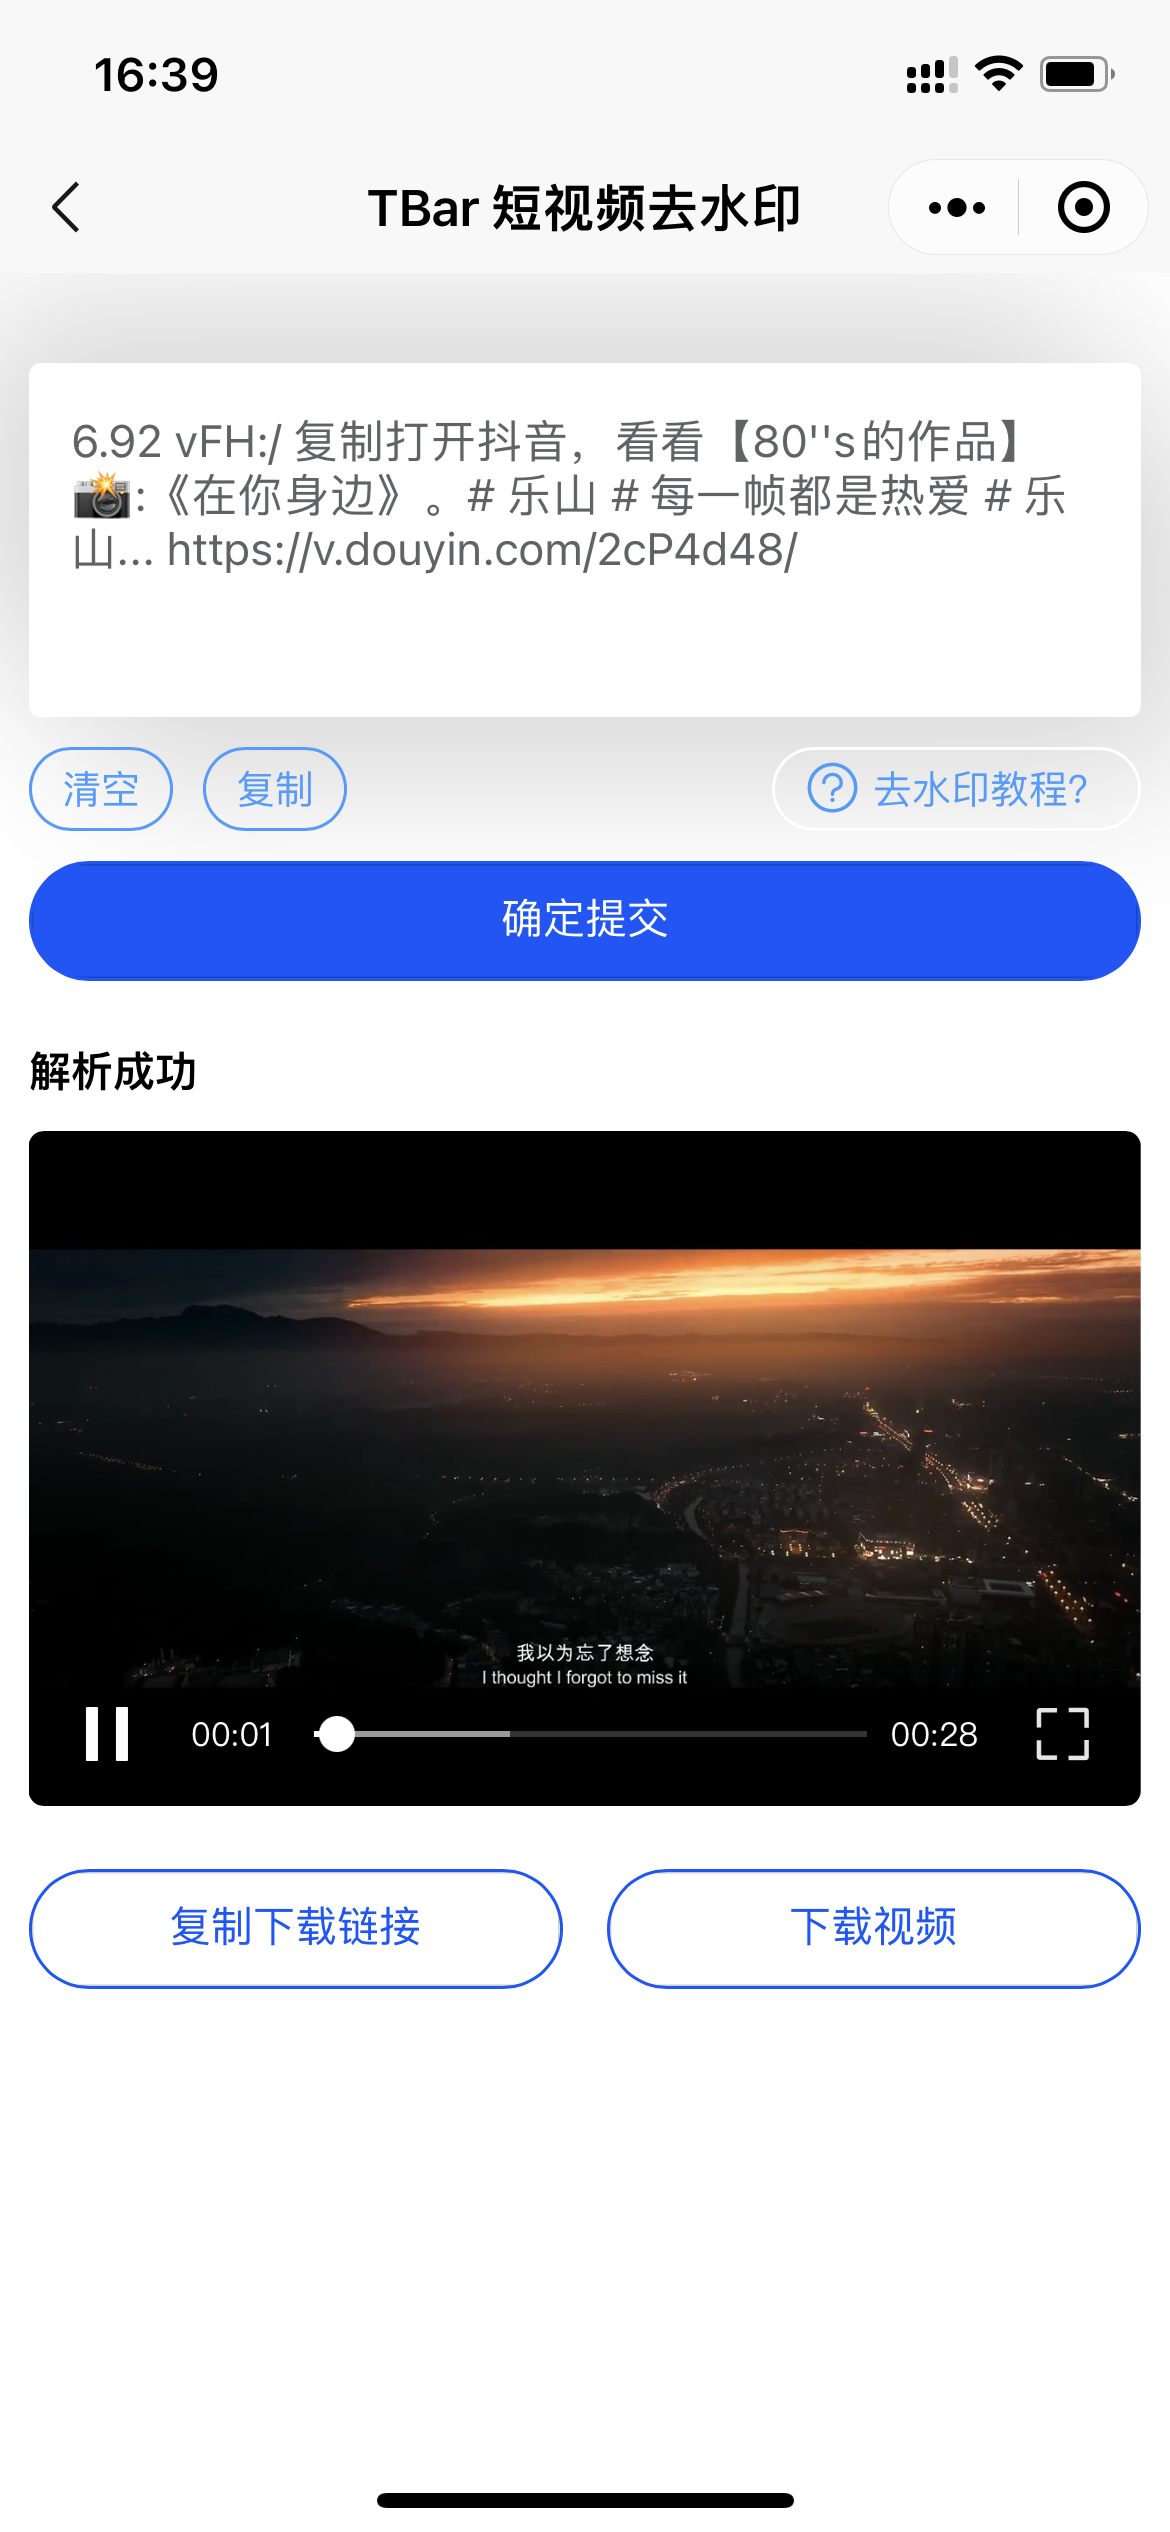 16:39
TBar 短视频去水印
6.92 vFH:/ 复制打开抖音，看看【80''s的作品】
📸:《在你身边》。# 乐山 # 每一帧都是热爱 # 乐
山... https://v.douyin.com/2cP4d48/
清空 复制 去水印教程?
确定提交
解析成功
我以为忘了想念
I thought I forgot to miss it
00:01 00:28
复制下载链接 下载视频